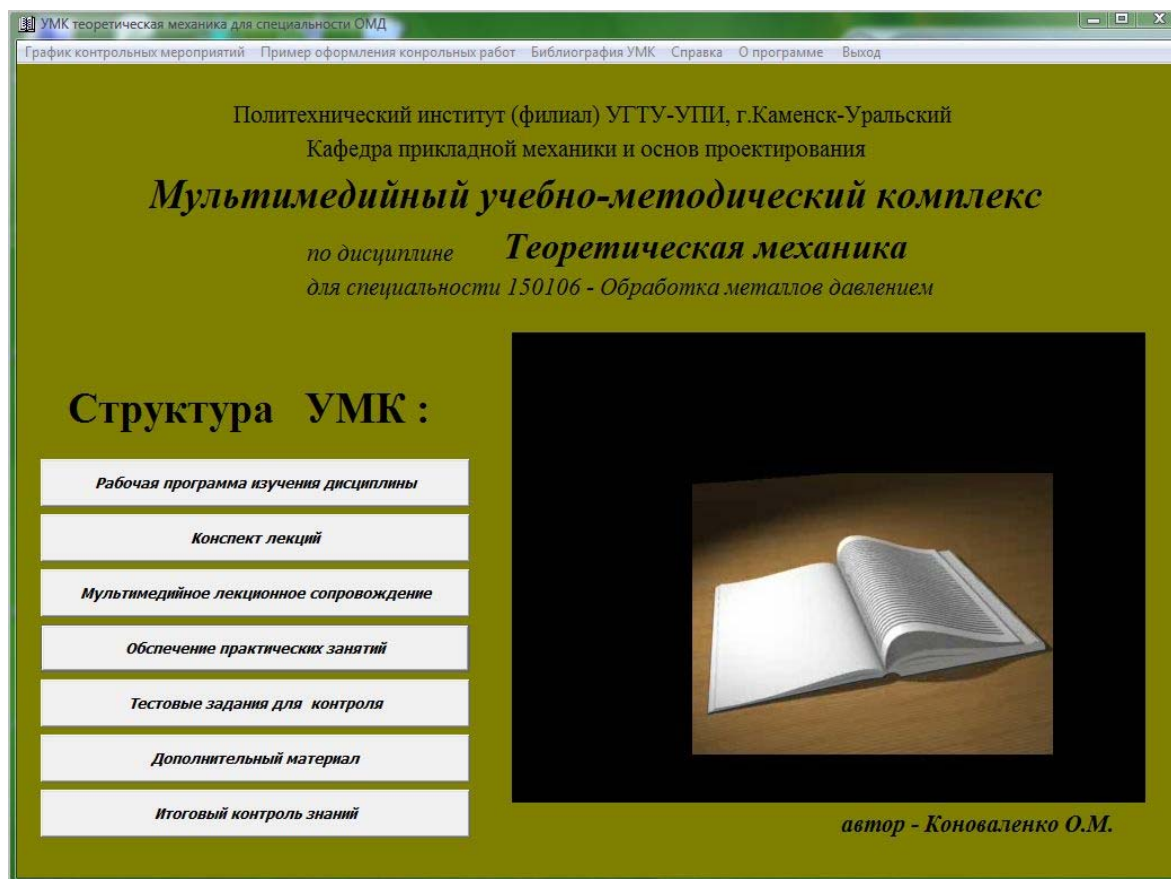 УМК теоретическая механика для специальности ОМД
График контрольных мероприятий Пример оформления конрольных работ Библиография УМК Справка О программе Выход
Политехнический институт (филиал) УГТУ-УПИ, г.Каменск-Уральский
Кафедра прикладной механики и основ проектирования
Мультимедийный учебно-методический комплекс
по дисциплине Теоретическая механика
для специальности 150106 - Обработка металлов давлением
Структура УМК :
Рабочая программа изучения дисциплины
Конспект лекций
Мультимедийное лекционное сопровождение
Обспечение практических занятий
Тестовые задания для контроля
Дополнительный материал
Итоговый контроль знаний
автор - Коноваленко О.М.